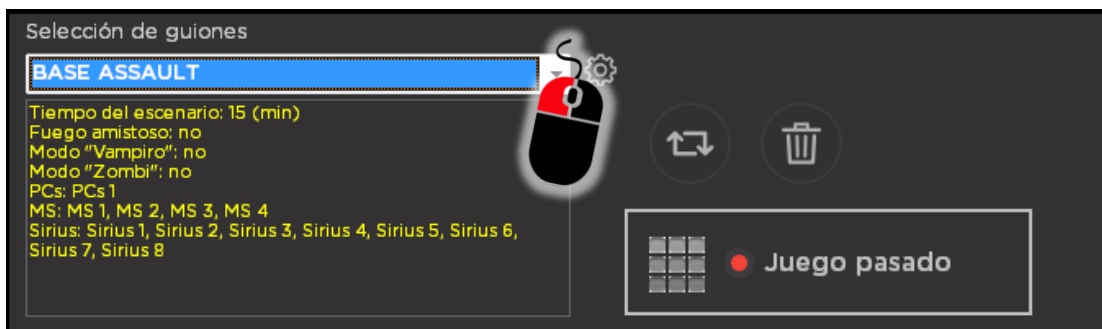 Selección de guiones
BASE ASSAULT
Tiempo del escenario: 15 (min)
Fuego amistoso: no
Modo "Vampiro": no
Modo "Zombi": no
PCs: PCs 1
MS: MS 1, MS 2, MS 3, MS 4
Sirius: Sirius 1, Sirius 2, Sirius 3, Sirius 4, Sirius 5, Sirius 6,
Sirius 7, Sirius 8
Juego pasado